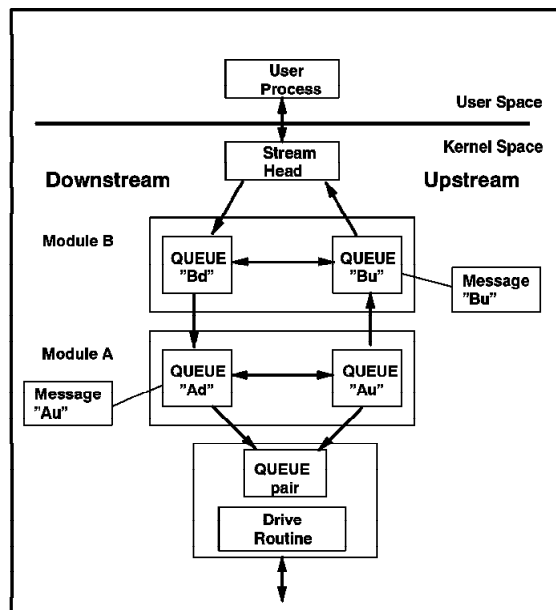 User
Process
User Space
Kernel Space
Stream
Head
Downstream
Upstream
Module B
QUEUE
"Bd"
QUEUE
"Bu"
Message
"Bu"
Module A
QUEUE
"Ad"
QUEUE
"Au"
Message
"Au"
QUEUE
pair
Drive
Routine